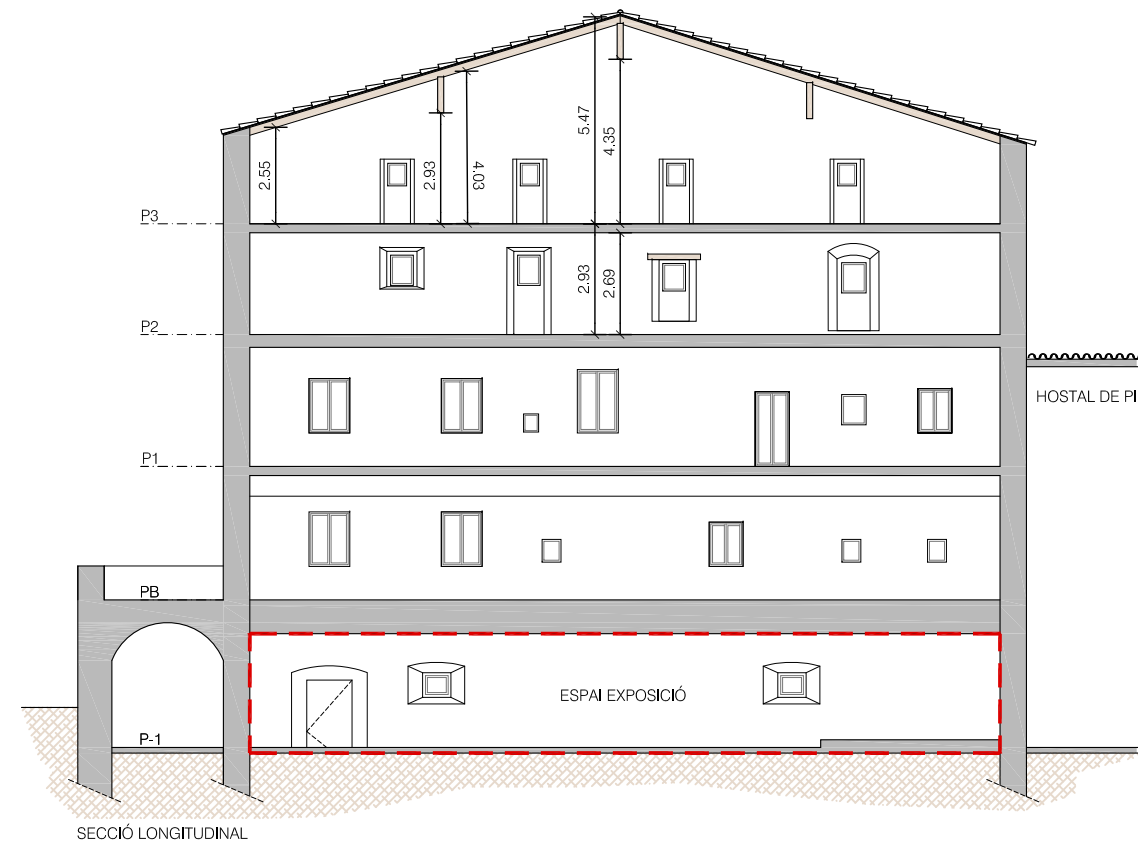 5.47
4.35
2.55
2.93
4.03
P3
2.93
2.69
P2
HOSTAL DE PI
P1
PB
ESPAI EXPOSICIÓ
P-1
SECCIÓ LONGITUDINAL